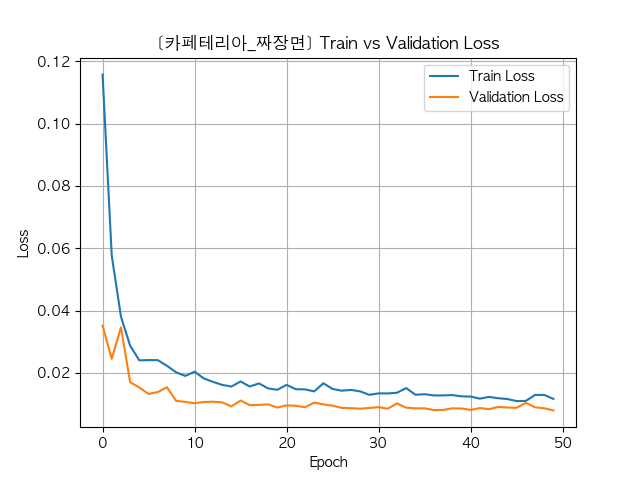 [카페테리아_짜장면] Train vs Validation Loss
0.12
0.10
0.08
0.06
0.04
0.02
Loss
Train Loss
Validation Loss
0
10
20
30
40
50
Epoch